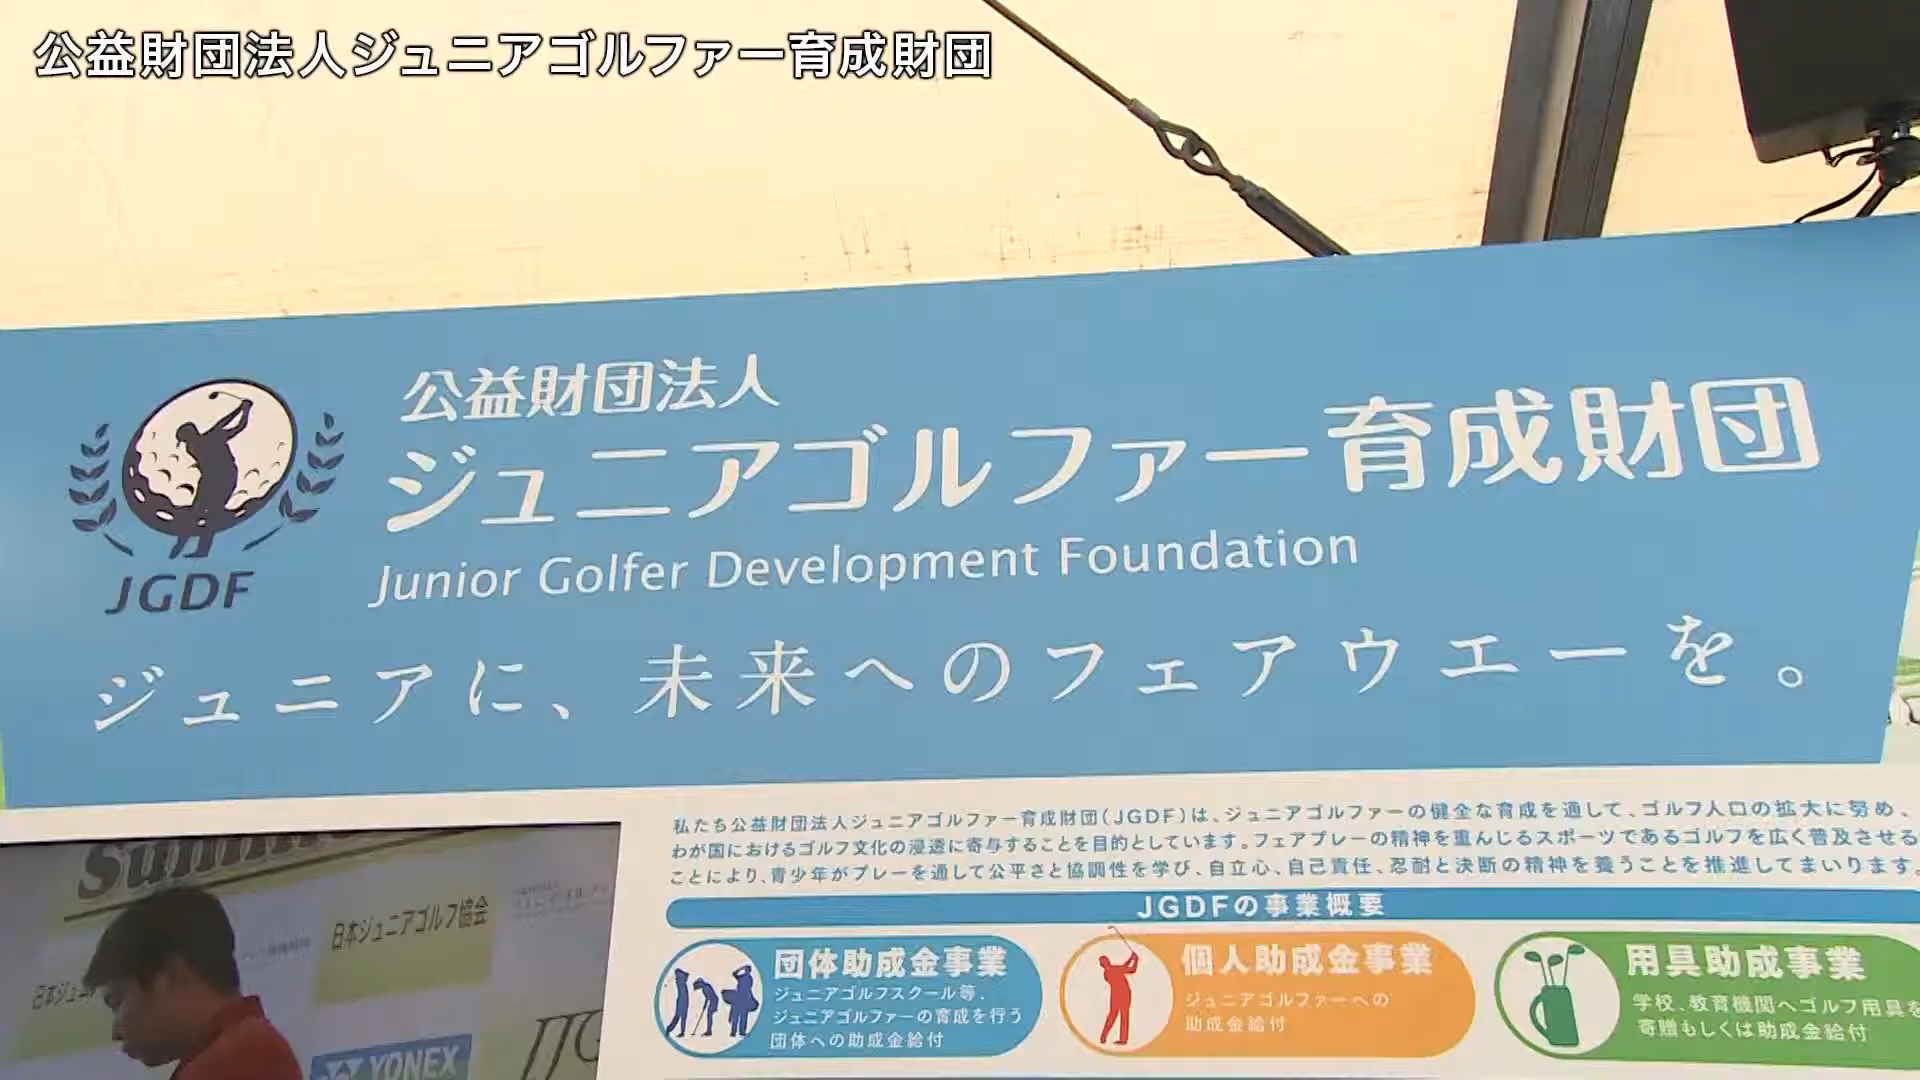 公益財団法人ジュニアゴルファー育成財団
公益財団法人
ジュニアゴルファー育成財団
Junior Golfer Development Foundation
JGDF
ジュニアに、未来へのフェアウエーを。
私たち公益財団法人ジュニアゴルファー育成財団(JGDF)は、ジュニアゴルファーの健全な育成を通して、ゴルフ人口の拡大に努め、
わが国におけるゴルフ文化の浸透に寄与することを目的としています。フェアプレーの精神を重んじるスポーツであるゴルフを広く普及させる
ことにより、青少年がプレーを通して公平さと協調性を学び、自立心、自己責任、忍耐と決断の精神を養うことを推進してまいります。
JGDFの事業概要
団体助成金事業
ジュニアゴルフスクール等、
ジュニアゴルファーの育成を行う
団体への助成金給付
個人助成金事業
ジュニアゴルファーへの
助成金給付
用具助成事業
学校、教育機関へゴルフ用具を
寄贈もしくは助成金給付
日本ジュニアゴルフ協会
日本ジュニ
YONEX